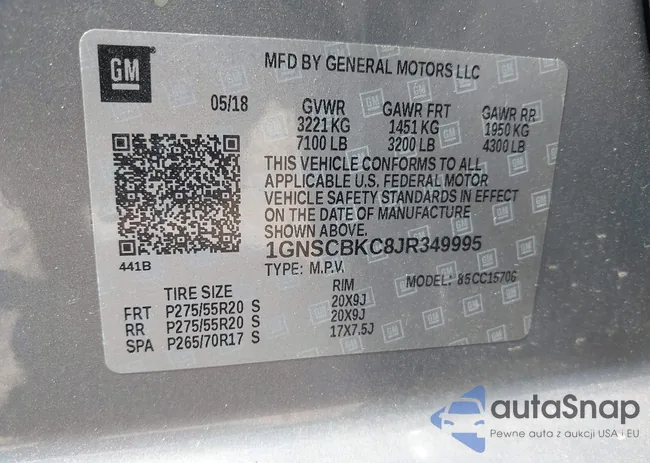 GM
MFD BY GENERAL MOTORS LLC
05/18 GVWR GAWR FRT GAWR RR
3221 KG 1451 KG 1950 KG
7100 LB 3200 LB 4300 LB
THIS VEHICLE CONFORMS TO ALL
APPLICABLE U.S. FEDERAL MOTOR
VEHICLE SAFETY STANDARDS IN EFFECT
ON THE DATE OF MANUFACTURE
SHOWN ABOVE.
1GNSCBKC8JR349995
441B TYPE: M.P.V. MODEL: 85CC15706
TIRE SIZE RIM
FRT P275/55R20 S 20X9J
RR P275/55R20 S 20X9J
SPA P265/70R17 S 17X7.5J
autoSnap
Pewne auta z aukcji USA i EU